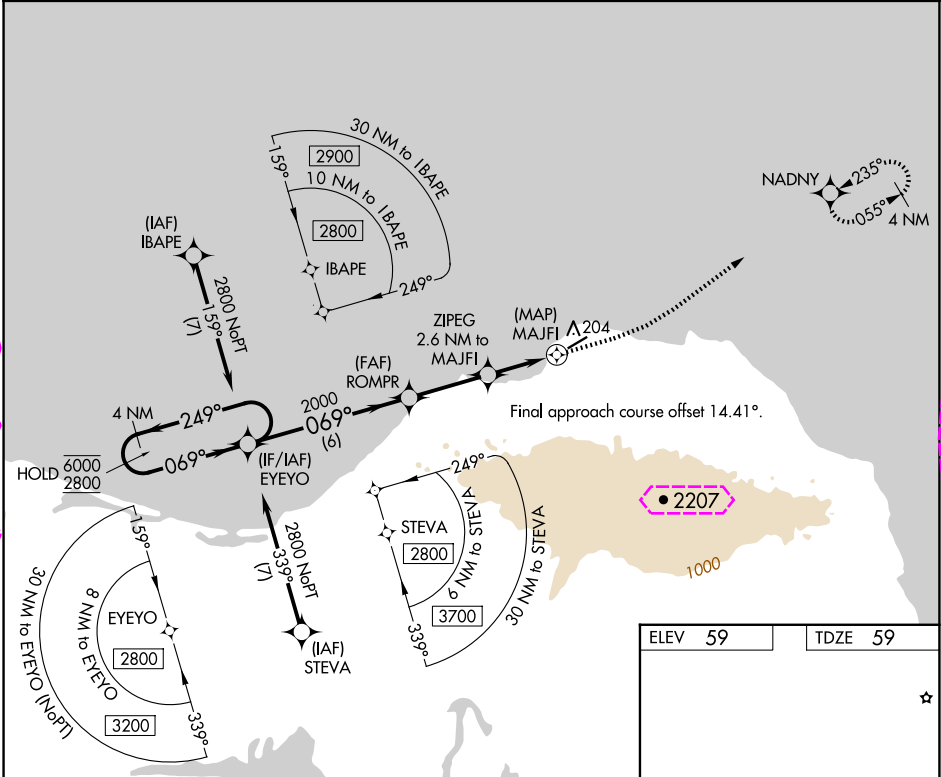 30 NM to IBAPE
159°
2900
10 NM to IBAPE
2800
IBAPE
249°
NADNY
235°
055°
4 NM
(IAF)
IBAPE
2800 NoPT
159°
(7)
ZIPEG
2.6 NM to
MAJFI
(MAP)
MAJFI
204
(FAF)
ROMPR
4 NM
249°
2000
069°
(6)
Final approach course offset 14.41°.
HOLD
6000
2800
069°
(IF/IAF)
EYEYO
249°
2207
STEVA
2800
6 NM to STEVA
3700
30 NM to STEVA
339°
1000
2800 NoPT
339°
(7)
(IAF)
STEVA
159°
EYEYO
8 NM to EYEYO
2800
30 NM to EYEYO (NoPT)
3200
339°
ELEV 59
TDZE 59